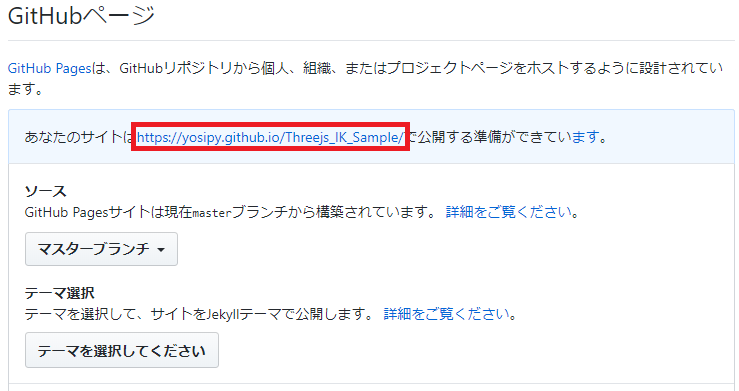 GitHubページ
GitHub Pagesは、GitHubリポジトリから個人、組織、またはプロジェクトページをホストするように設計されてい
ます。
あなたのサイトはhttps://yosipy.github.io/Threejs_IK_Sample/で公開する準備ができています。
ソース
GitHub Pagesサイトは現在masterブランチから構築されています。 詳細をご覧ください。
マスターブランチ
テーマ選択
テーマを選択して、サイトをJekyllテーマで公開します。 詳細をご覧ください。
テーマを選択してください